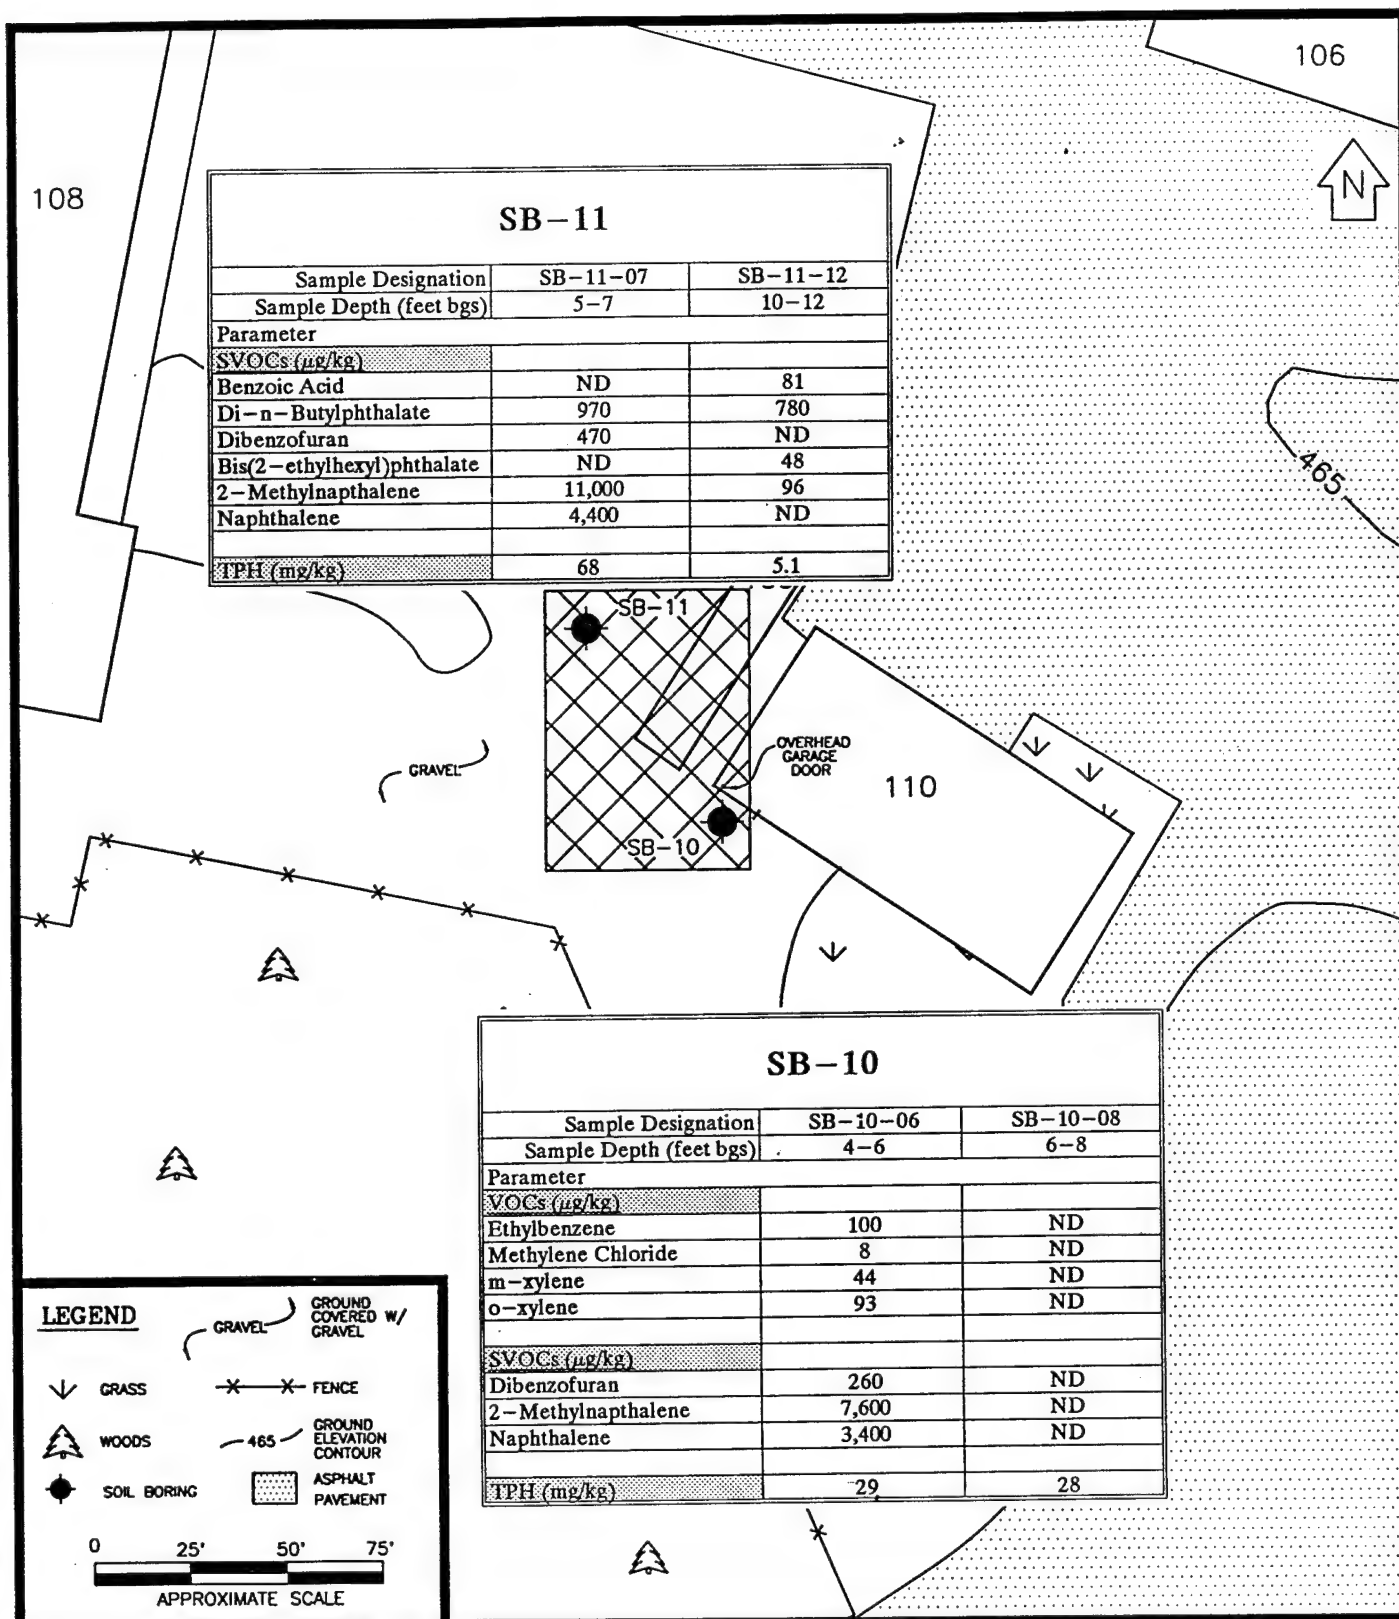 106
108
N
SB-11
Sample Designation SB-11-07 SB-11-12
Sample Depth (feet bgs) 5-7 10-12
Parameter
SVOCs (µg/kg)
Benzoic Acid ND 81
Di-n-Butylphthalate 970 780
Dibenzofuran 470 ND
Bis(2-ethylhexyl)phthalate ND 48
2-Methylnapthalene 11,000 96
Naphthalene 4,400 ND
TPH (mg/kg) 68 5.1
465
SB-11
GRAVEL
OVERHEAD
GARAGE
DOOR
110
SB-10
SB-10
Sample Designation SB-10-06 SB-10-08
Sample Depth (feet bgs) 4-6 6-8
Parameter
VOCs (µg/kg)
Ethylbenzene 100 ND
Methylene Chloride 8 ND
m-xylene 44 ND
o-xylene 93 ND
SVOCs (µg/kg)
Dibenzofuran 260 ND
2-Methylnapthalene 7,600 ND
Naphthalene 3,400 ND
TPH (mg/kg) 29 28
LEGEND
GRAVEL
GROUND
COVERED W/
GRAVEL
GRASS
FENCE
WOODS
465
GROUND
ELEVATION
CONTOUR
SOIL BORING
ASPHALT
PAVEMENT
0 25' 50' 75'
APPROXIMATE SCALE